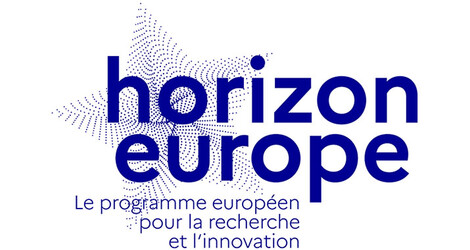 horizon
europe
Le programme européen
pour la recherche
et l'innovation